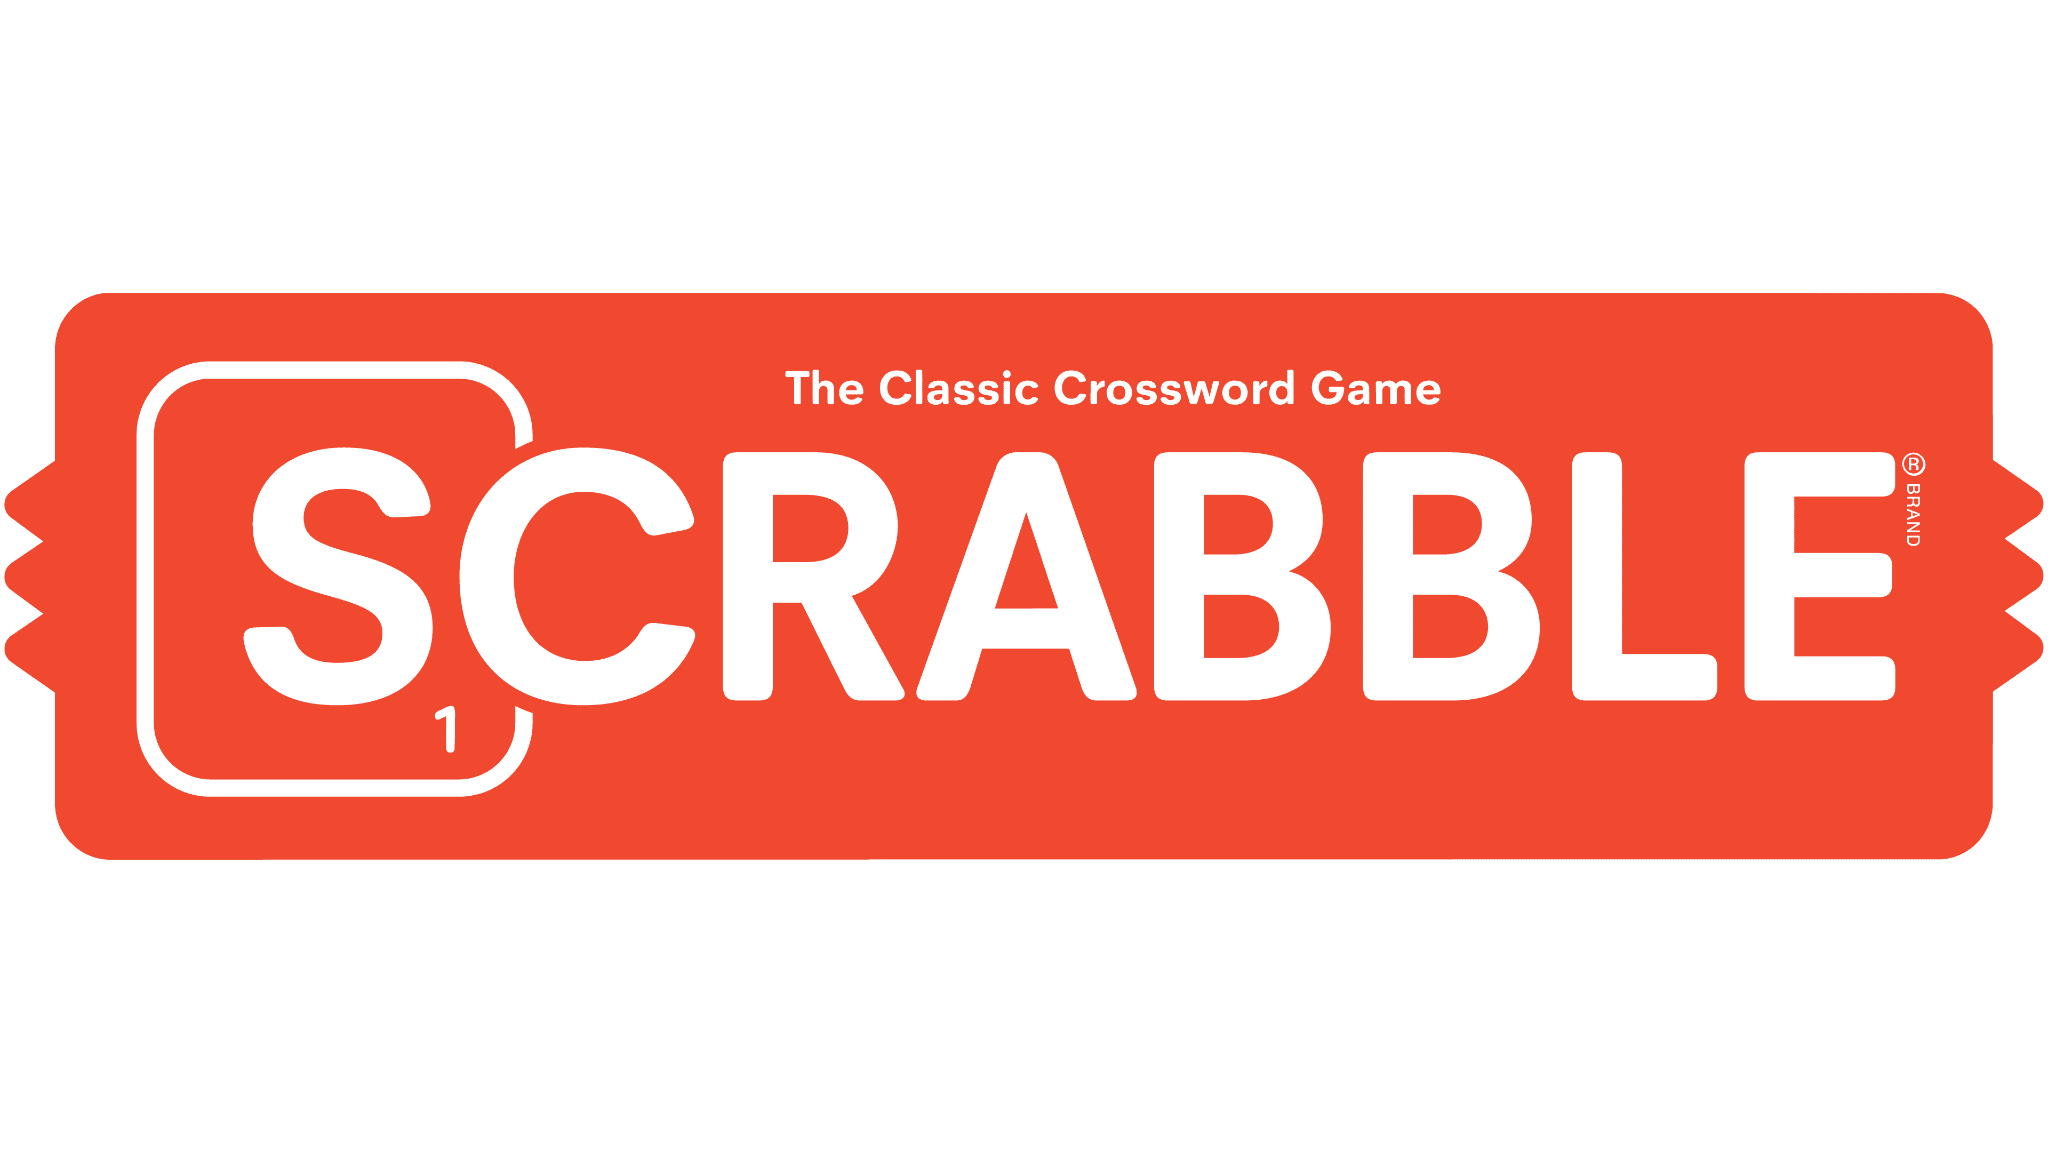 The Classic Crossword Game
SCRABBLE
® BRAND
1